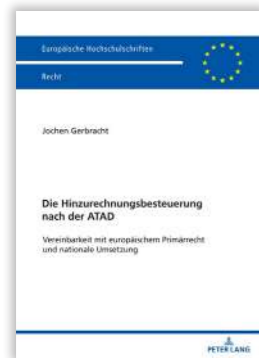 Europäische Hochschulschriften
Recht
Jochen Gerbracht
Die Hinzurechnungsbesteuerung
nach der ATAD
Vereinbarkeit mit europäischem Primärrecht
und nationale Umsetzung
PETER LANG